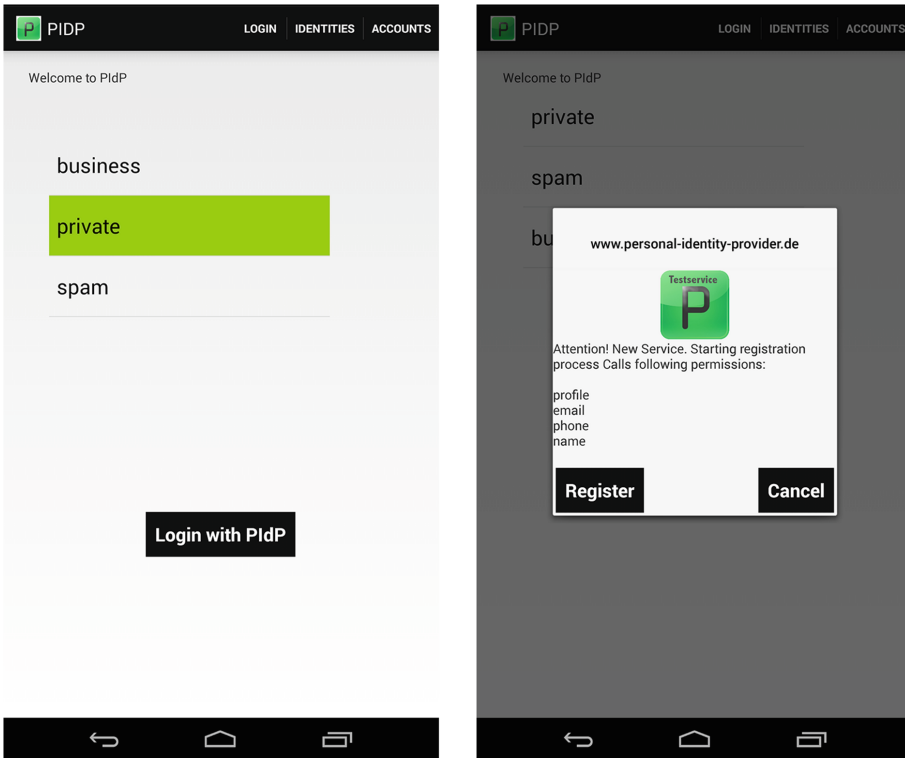 PIDP
LOGIN
IDENTITIES
ACCOUNTS
Welcome to PIdP
business
private
spam
Login with PIdP
PIDP
LOGIN
IDENTITIES
ACCOUNTS
Welcome to PIdP
private
spam
bu
www.personal-identity-provider.de
Testservice
P
Attention! New Service. Starting registration
process Calls following permissions:
profile
email
phone
name
Register
Cancel